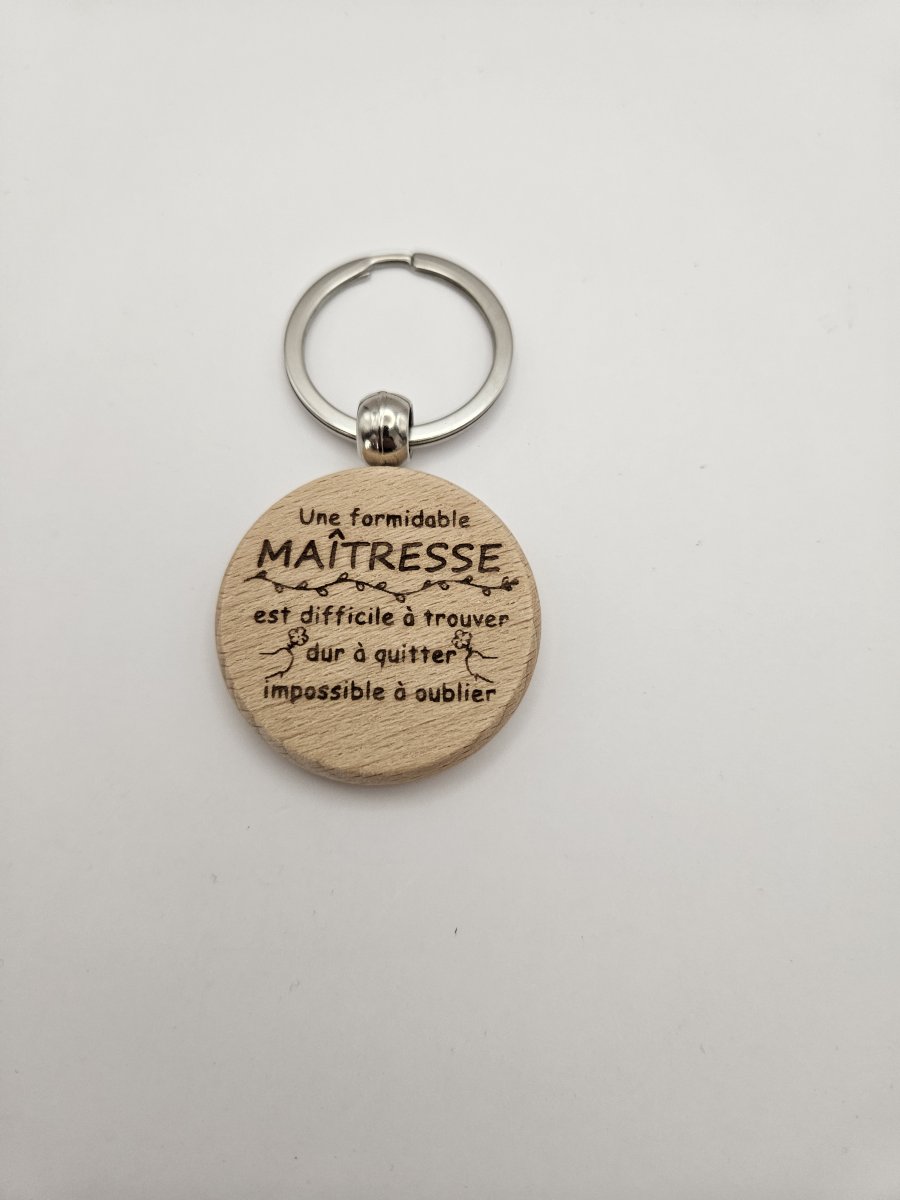 Une formidable
MAÎTRESSE
est difficile à trouver
dur à quitter
impossible à oublier